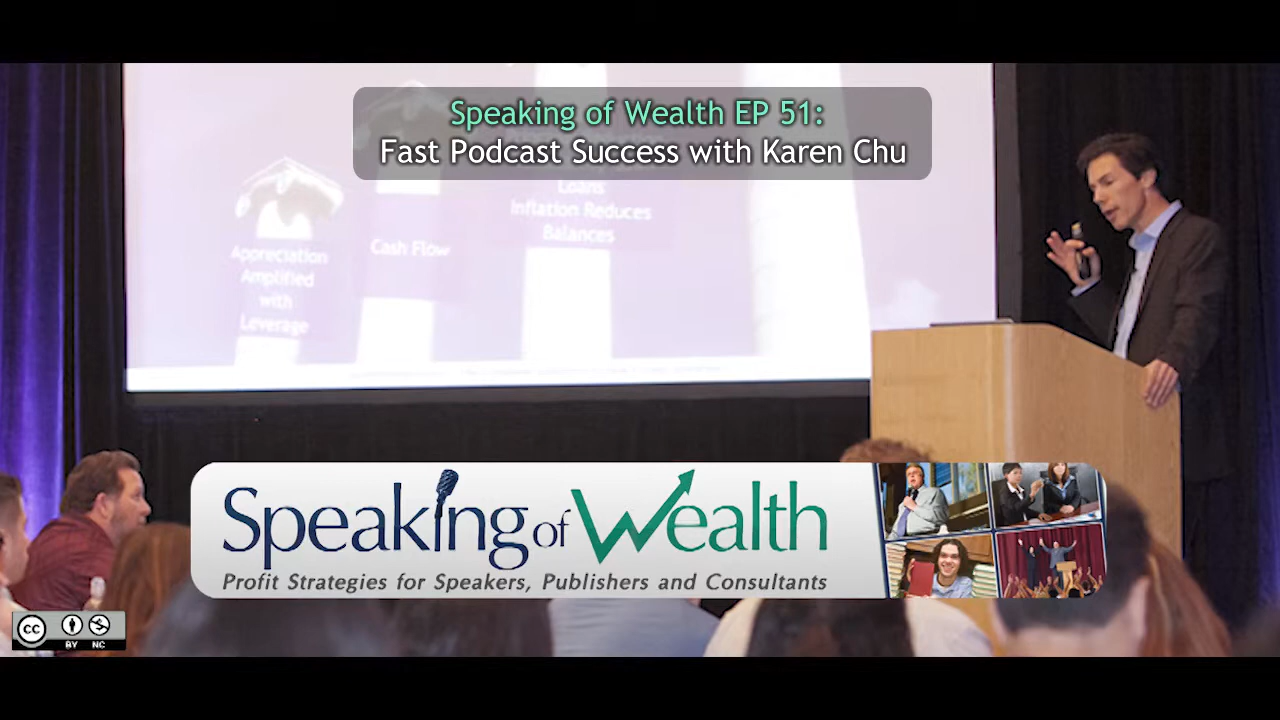 Speaking of Wealth EP 51:
Fast Podcast Success with Karen Chu
Loans
Inflation Reduces
Balances
Cash Flow
Appreciation
Amplified
with
Leverage
Speaking of Wealth
Profit Strategies for Speakers, Publishers and Consultants
cc
BY NC